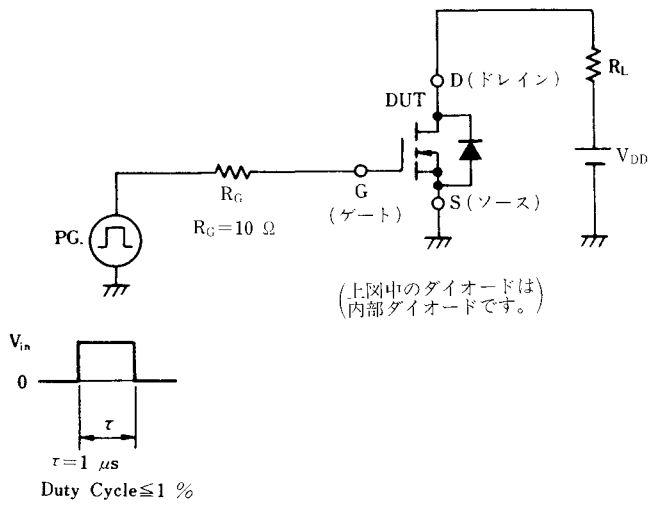 D(ドレイン)
RL
DUT
VDD
RG
G
(ゲート)
S(ソース)
PG.
RG=10 Ω
(上図中のダイオードは
内部ダイオードです。)
Vin
0
τ
τ=1 μs
Duty Cycle≦1 %